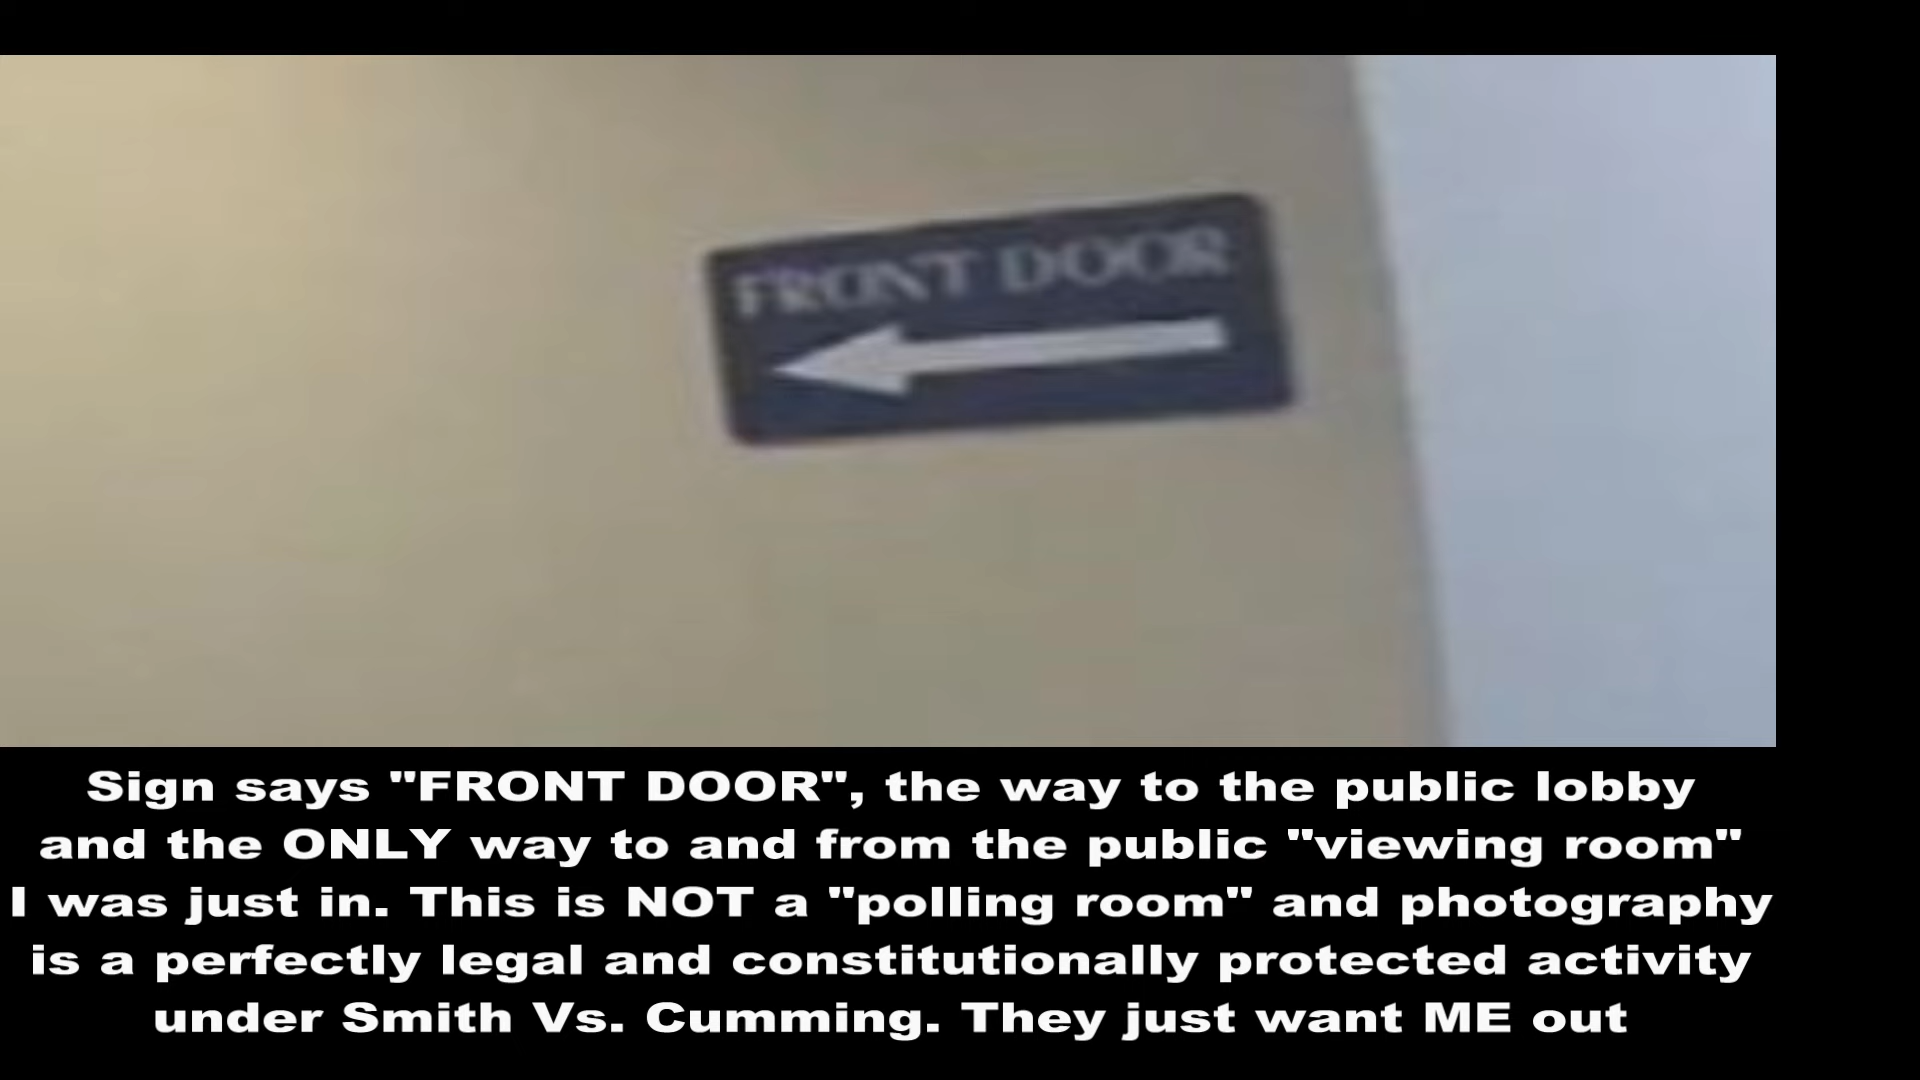 FRONT DOOR
Sign says "FRONT DOOR", the way to the public lobby
and the ONLY way to and from the public "viewing room"
I was just in. This is NOT a "polling room" and photography
is a perfectly legal and constitutionally protected activity
under Smith Vs. Cumming. They just want ME out